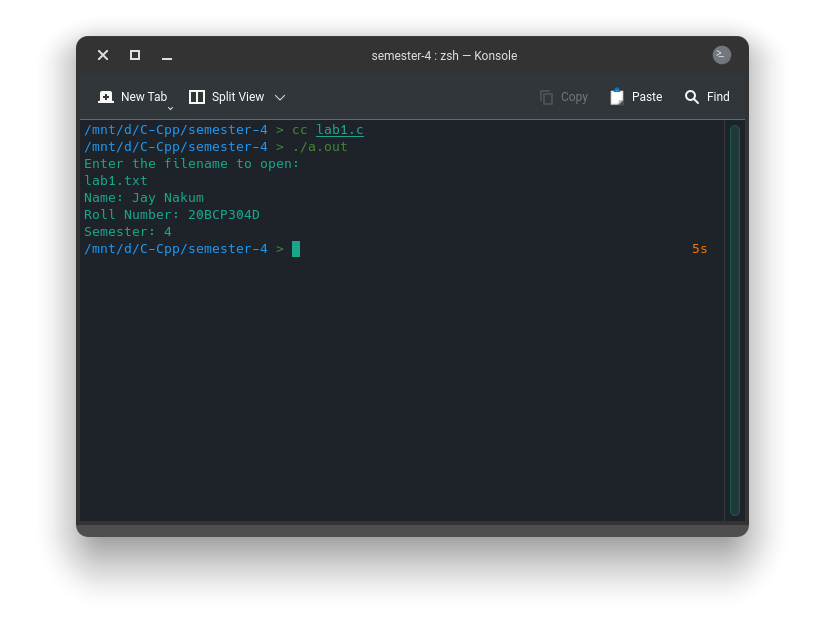 semester-4 : zsh — Konsole
New Tab Split View Copy Paste Find
/mnt/d/C-Cpp/semester-4 > cc lab1.c
/mnt/d/C-Cpp/semester-4 > ./a.out
Enter the filename to open:
lab1.txt
Name: Jay Nakum
Roll Number: 20BCP304D
Semester: 4
/mnt/d/C-Cpp/semester-4 > 5s